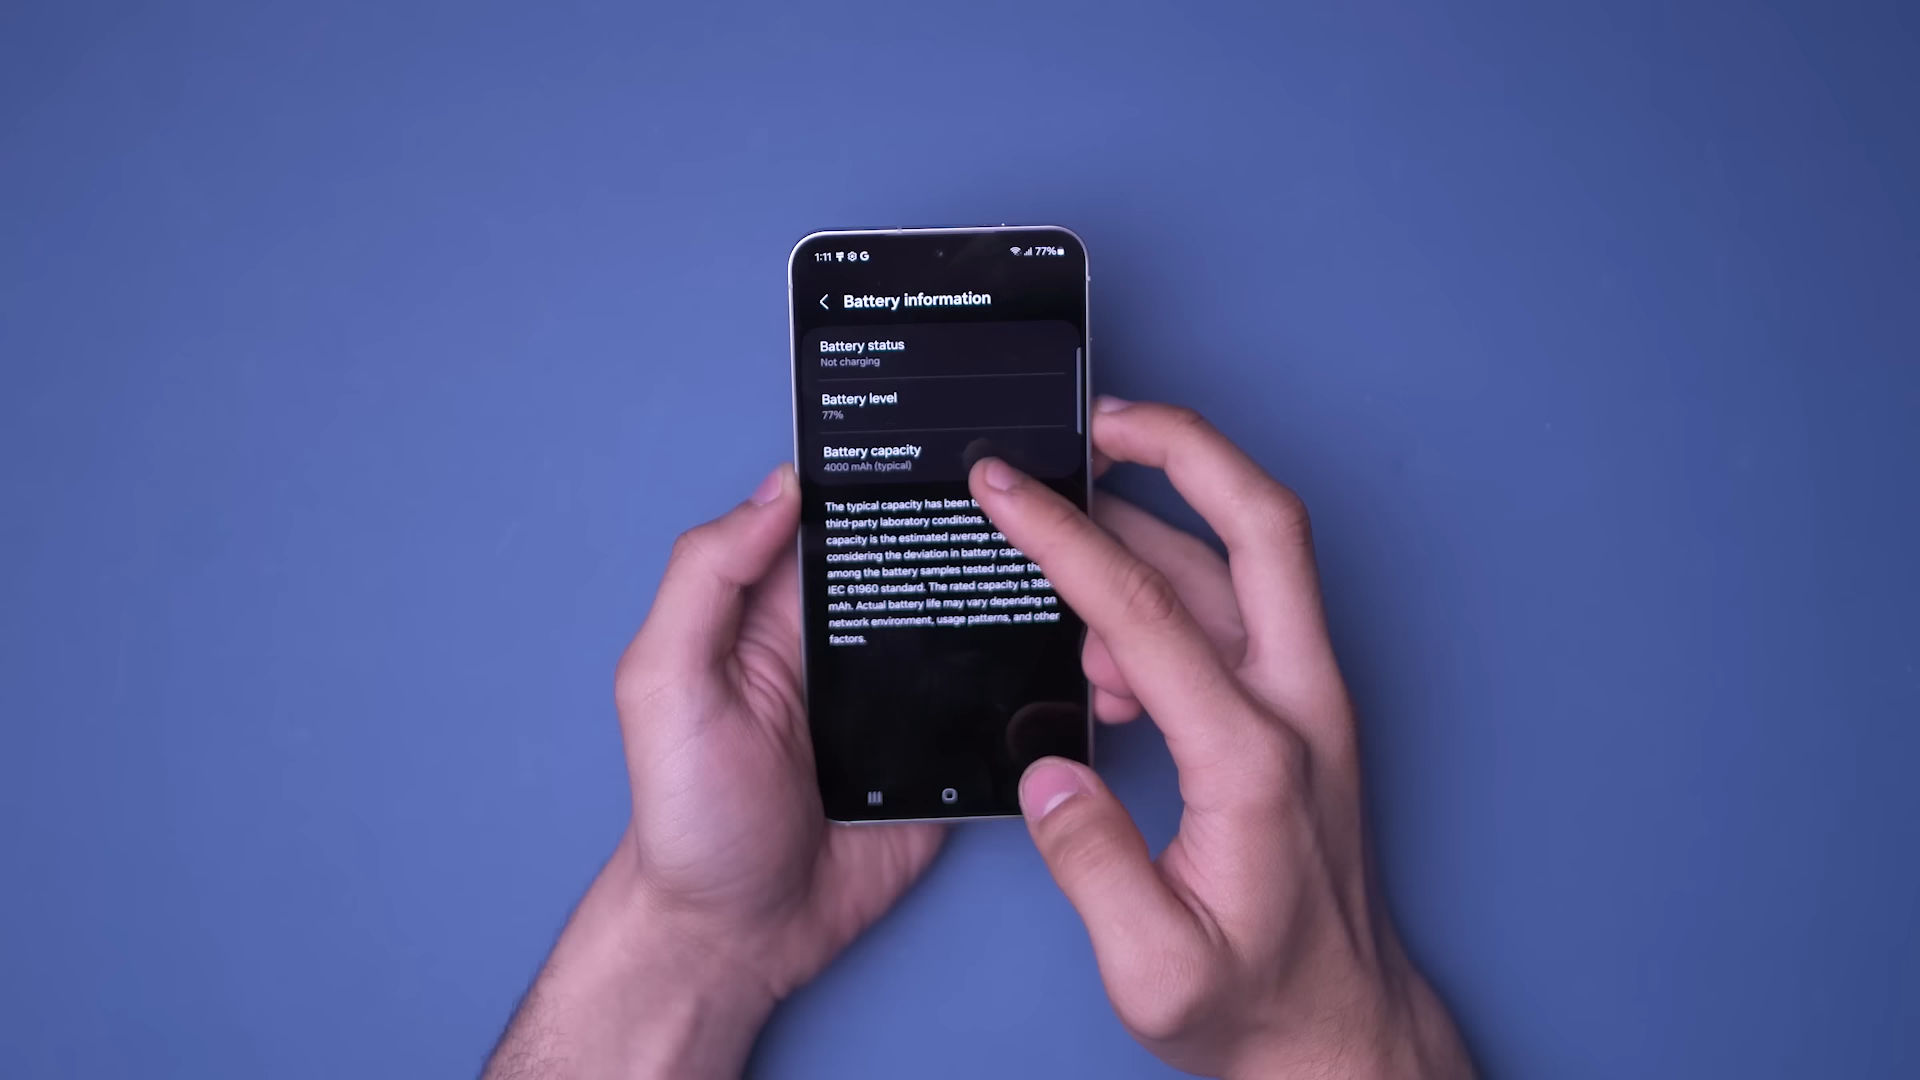 1:11 G 77%
Battery information
Battery status
Not charging
Battery level
77%
Battery capacity
4000 mAh (typical)
The typical capacity has been
third-party laboratory conditions.
capacity is the estimated average
considering the deviation in battery
among the battery samples tested under
IEC 61960 standard. The rated capacity is
mAh. Actual battery life may vary depending on
network environment, usage patterns, and other
factors.